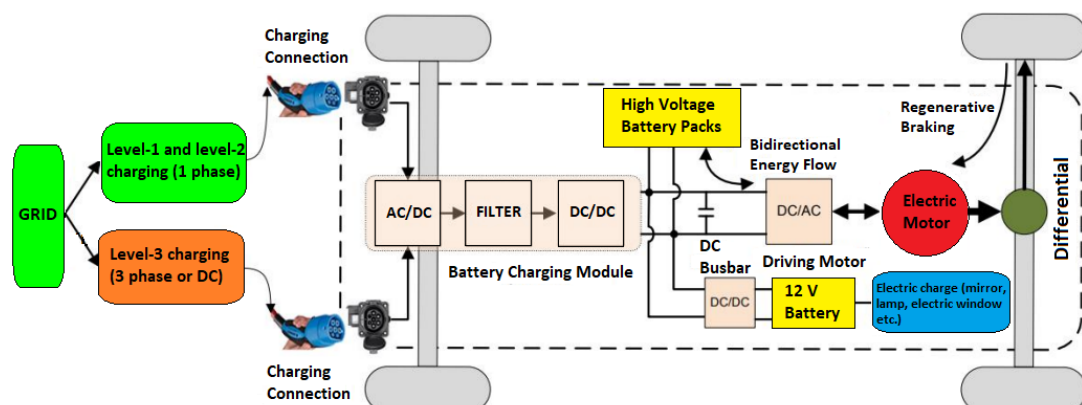 Charging
Connection
GRID
Level-1 and level-2
charging (1 phase)
Level-3 charging
(3 phase or DC)
Charging
Connection
AC/DC
FILTER
DC/DC
Battery Charging Module
High Voltage
Battery Packs
Bidirectional
Energy Flow
DC/AC
DC
Busbar
Driving Motor
DC/DC
12 V
Battery
Electric charge (mirror,
lamp, electric window
etc.)
Regenerative
Braking
Electric
Motor
Differential